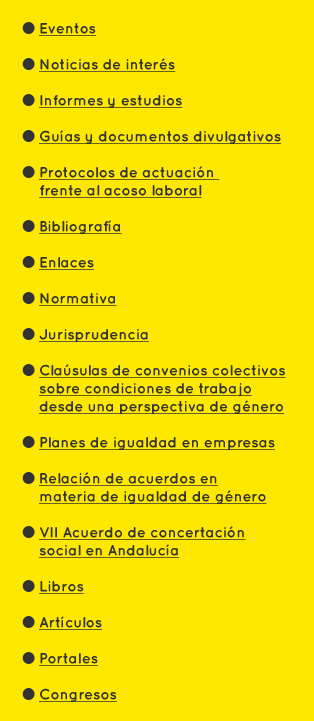 Eventos
Noticias de interés
Informes y estudios
Guías y documentos divulgativos
Protocolos de actuación
frente al acoso laboral
Bibliografía
Enlaces
Normativa
Jurisprudencia
Claúsulas de convenios colectivos
sobre condiciones de trabajo
desde una perspectiva de género
Planes de igualdad en empresas
Relación de acuerdos en
materia de igualdad de género
VII Acuerdo de concertación
social en Andalucía
Libros
Artículos
Portales
Congresos